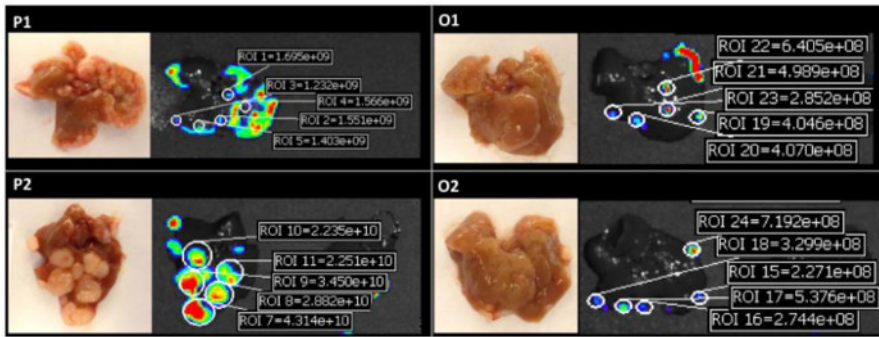 P1
ROI 1=1.695e+09
ROI 3=1.232e+09
ROI 4=1.566e+09
ROI 2=1.551e+09
ROI 5=1.403e+09
O1
ROI 22=6.405e+08
ROI 21=4.989e+08
ROI 23=2.852e+08
ROI 19=4.046e+08
ROI 20=4.070e+08
P2
ROI 10=2.235e+10
ROI 11=2.251e+10
ROI 9=3.450e+10
ROI 8=2.882e+10
ROI 7=4.314e+10
O2
ROI 24=7.192e+08
ROI 18=3.299e+08
ROI 15=2.271e+08
ROI 17=5.376e+08
ROI 16=2.744e+08